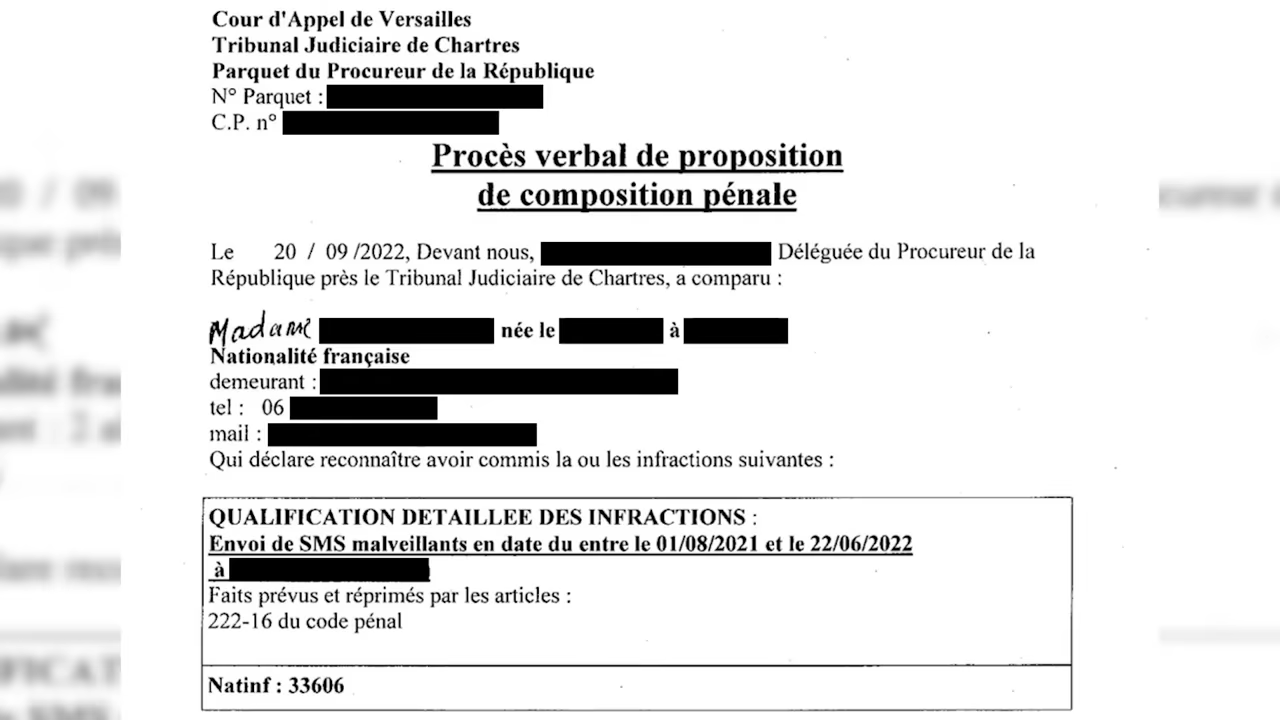 Cour d'Appel de Versailles
Tribunal Judiciaire de Chartres
Parquet du Procureur de la République
N° Parquet :
C.P. n°
Procès verbal de proposition
de composition pénale
Le 20 / 09 /2022, Devant nous, Déléguée du Procureur de la
République près le Tribunal Judiciaire de Chartres, a comparu :
Madame née le à
Nationalité française
demeurant :
tel : 06
mail :
Qui déclare reconnaître avoir commis la ou les infractions suivantes :
QUALIFICATION DETAILLEE DES INFRACTIONS :
Envoi de SMS malveillants en date du entre le 01/08/2021 et le 22/06/2022
à
Faits prévus et réprimés par les articles :
222-16 du code pénal
Natinf : 33606